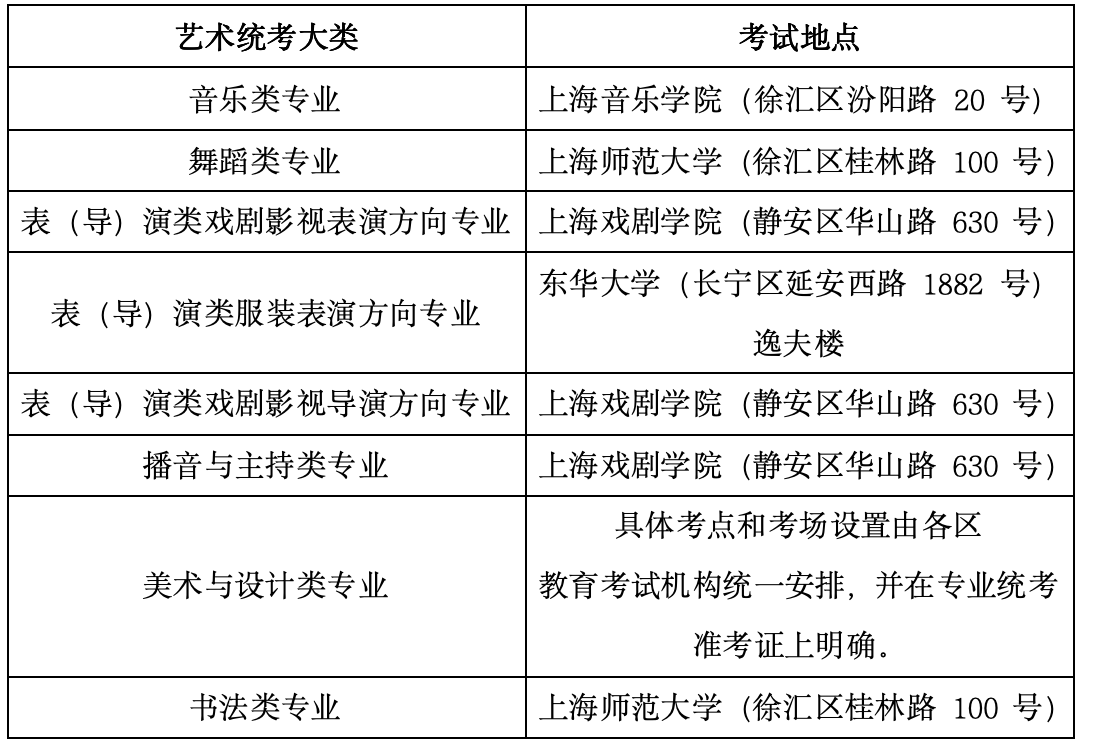 艺术统考大类 考试地点
音乐类专业 上海音乐学院（徐汇区汾阳路 20 号）
舞蹈类专业 上海师范大学（徐汇区桂林路 100 号）
表（导）演类戏剧影视表演方向专业 上海戏剧学院（静安区华山路 630 号）
表（导）演类服装表演方向专业 东华大学（长宁区延安西路 1882 号）
逸夫楼
表（导）演类戏剧影视导演方向专业 上海戏剧学院（静安区华山路 630 号）
播音与主持类专业 上海戏剧学院（静安区华山路 630 号）
美术与设计类专业 具体考点和考场设置由各区
教育考试机构统一安排，并在专业统考
准考证上明确。
书法类专业 上海师范大学（徐汇区桂林路 100 号）